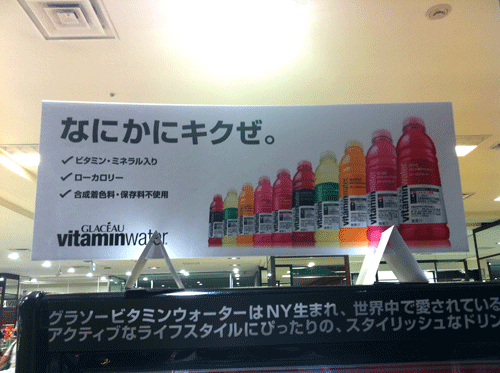 なにかにキクぜ。
✓ビタミン・ミネラル入り
✓ローカロリー
✓合成着色料・保存料不使用
GLACÉAU
vitaminwater
グラソービタミンウォーターはNY生まれ、世界中で愛されている
アクティブなライフスタイルにぴったりの、スタイリッシュなドリン